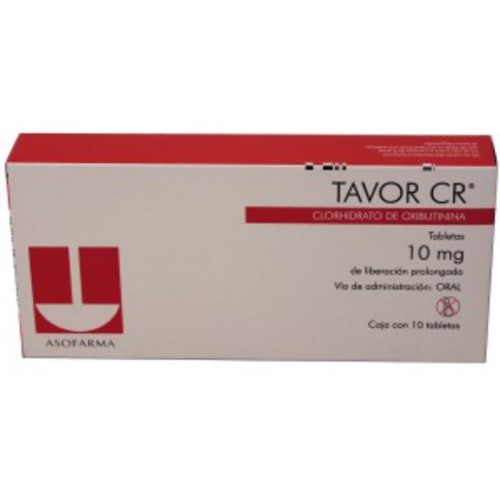 TAVOR CR®
CLORHIDRATO DE OXIBUTININA
Tabletas
10 mg
de liberación prolongada
Vía de administración: ORAL
Caja con 10 tabletas
ASOFARMA